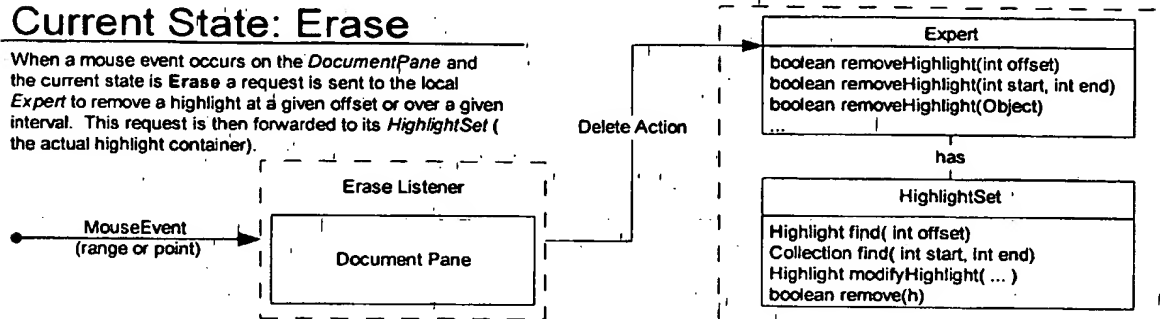 Current State: Erase
When a mouse event occurs on the DocumentPane and
the current state is Erase a request is sent to the local
Expert to remove a highlight at a given offset or over a given
interval. This request is then forwarded to its HighlightSet (
the actual highlight container).
MouseEvent
(range or point)
Erase Listener
Document Pane
Delete Action
Expert
boolean removeHighlight(int offset)
boolean removeHighlight(int start, int end)
boolean removeHighlight(Object)
...
has
HighlightSet
Highlight find( int offset)
Collection find( int start, int end)
Highlight modifyHighlight( ... )
boolean remove(h)